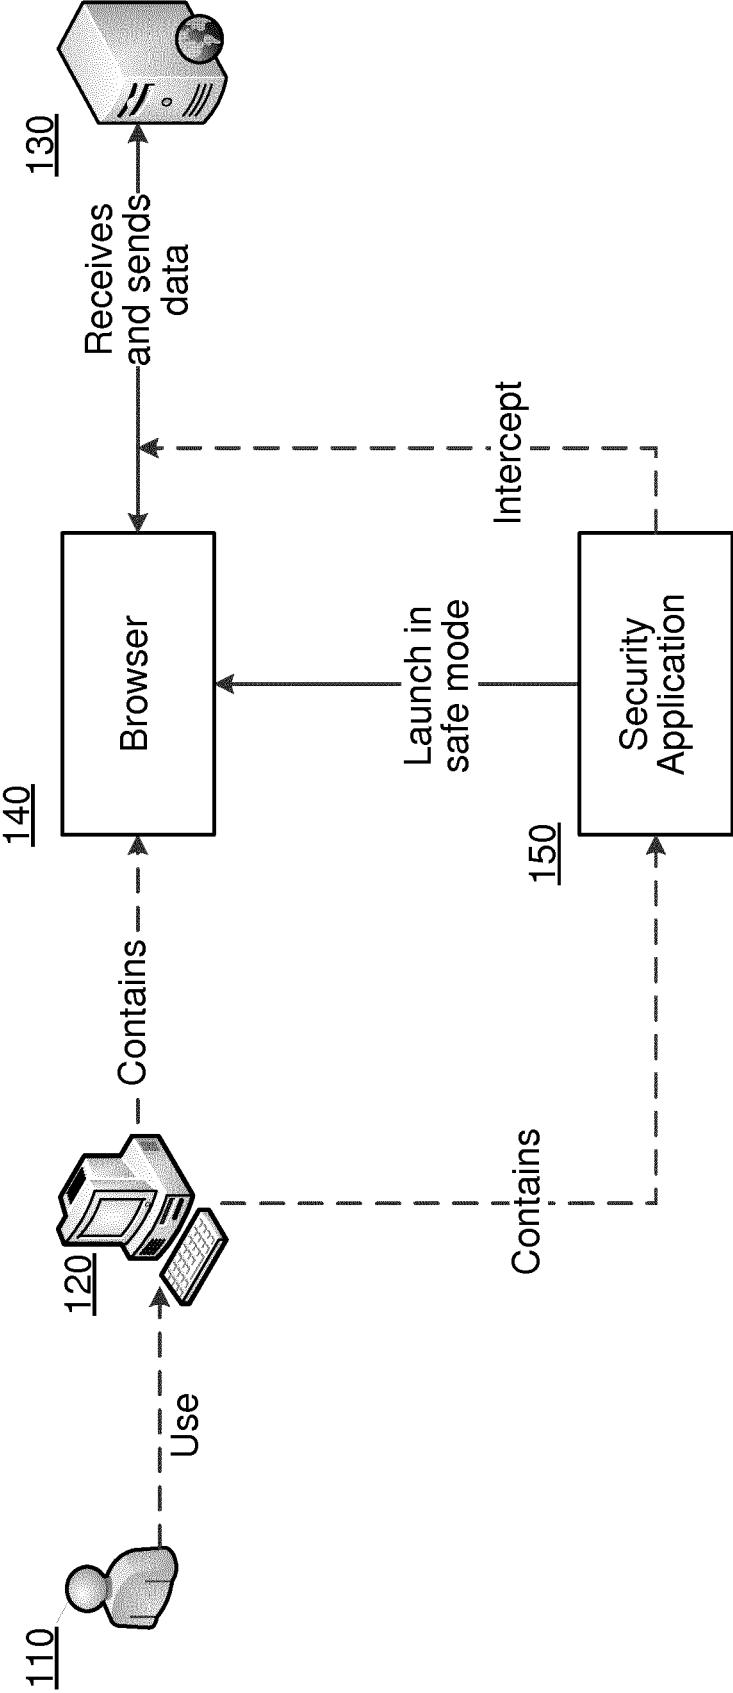 110
Use
120
Contains
Contains
140
Browser
150
Security
Application
Launch in
safe mode
Intercept
Receives
and sends
data
130